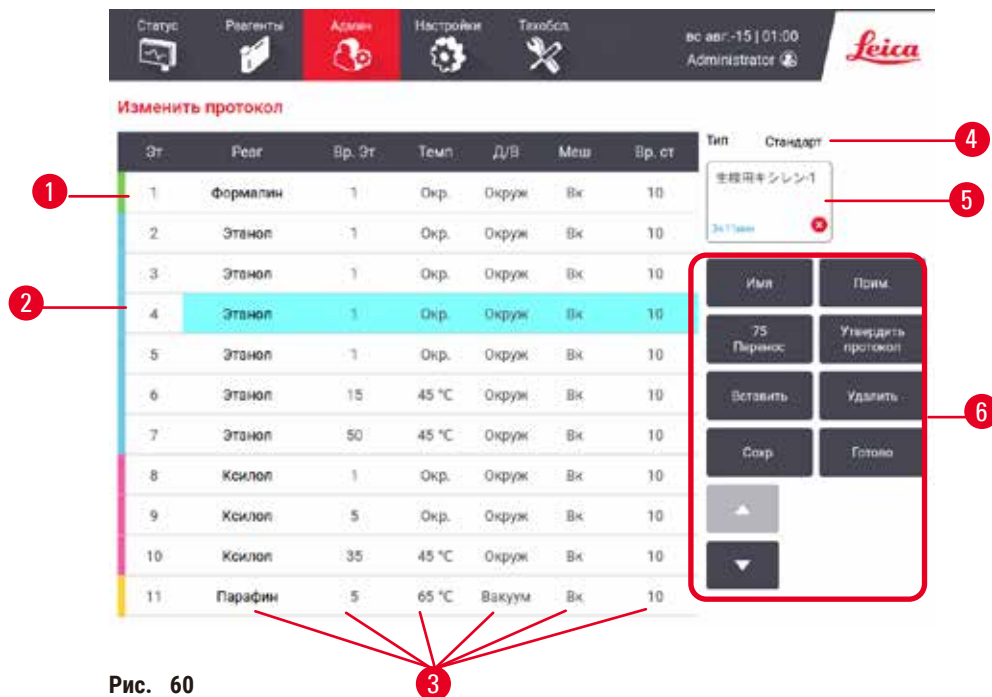 Статус Реагенты Админ Настройки Техобсл.
вс авг.-15 | 01:00
Administrator
Leica
Изменить протокол
Эт Реаг Вр. Эт Темп Д/В Меш Вр. ст
Тип Стандарт 4
1 1 Формалин 1 Окр. Окруж Вк 10
生検用キシレン-1
5
2 Этанол 1 Окр. Окруж Вк 10
3 Этанол 1 Окр. Окруж Вк 10
Имя Прим.
2 4 Этанол 1 Окр. Окруж Вк 10
75
Перенос
Утвердить
протокол
5 Этанол 1 Окр. Окруж Вк 10
6 Этанол 15 45 °C Окруж Вк 10
Вставить Удалить 6
7 Этанол 50 45 °C Окруж Вк 10
Сохр Готово
8 Ксилол 1 Окр. Окруж Вк 10
9 Ксилол 5 Окр. Окруж Вк 10
10 Ксилол 35 45 °C Окруж Вк 10
11 Парафин 5 65 °C Вакуум Вк 10
3
Рис. 60